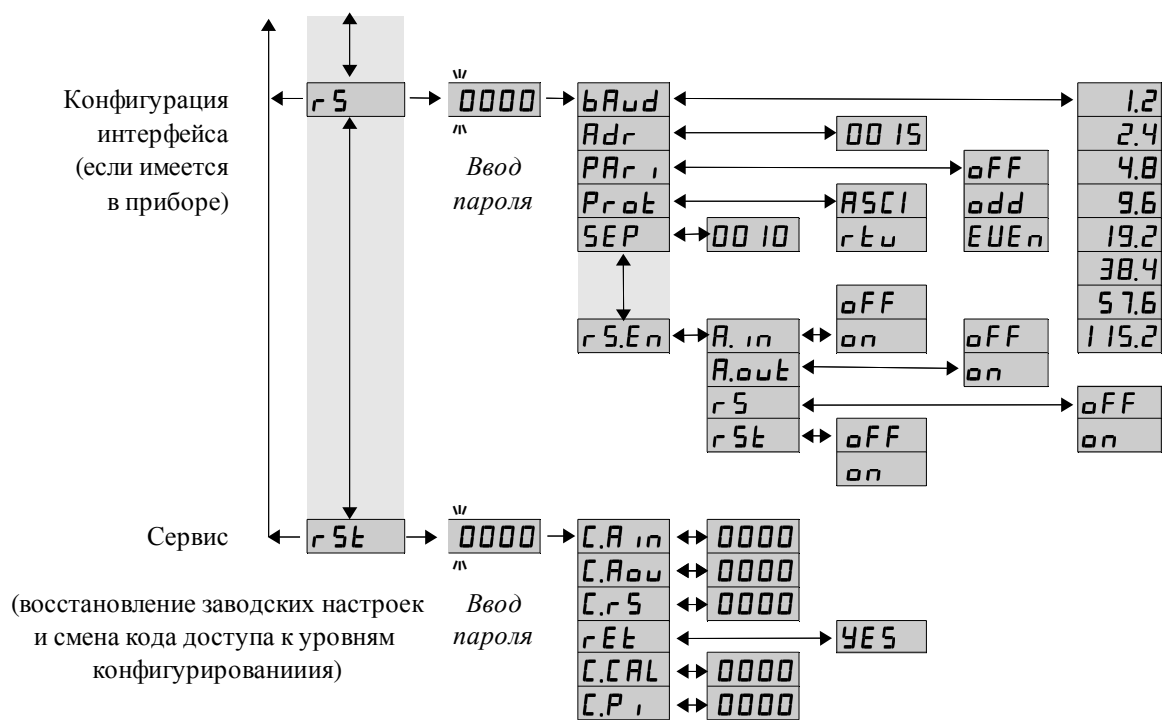 Конфигурация
интерфейса
(если имеется
в приборе)
rS
0000
Ввод
пароля
bAud
1.2
2.4
4.8
9.6
19.2
38.4
57.6
115.2
Adr
0015
PAri
oFF
odd
EUEn
Prot
ASCI
rtu
SEP
0010
rS.En
A.in
oFF
on
A.out
oFF
on
rS
oFF
on
rSt
oFF
on
Сервис
(восстановление заводских настроек
и смена кода доступа к уровням
конфигурированииия)
rSt
0000
Ввод
пароля
C.Ain
0000
C.Aou
0000
C.rS
0000
rEt
YES
C.CAL
0000
C.Pi
0000